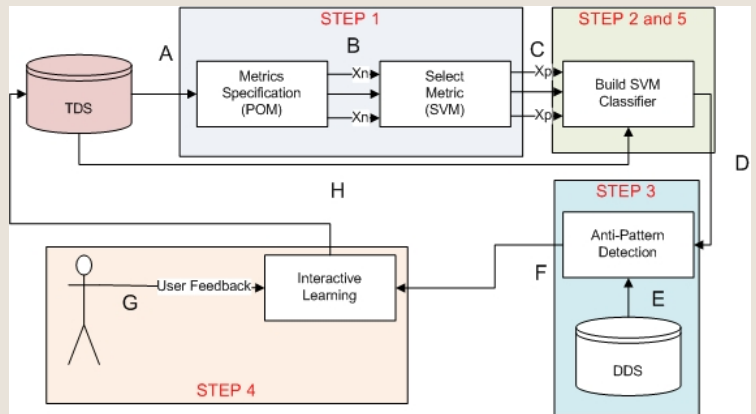 STEP 1
STEP 2 and 5
A
B
C
TDS
Metrics
Specification
(POM)
Xn
Xn
Select
Metric
(SVM)
Xp
Xp
Build SVM
Classifier
D
H
STEP 3
Anti-Pattern
Detection
F
E
DDS
G
User Feedback
Interactive
Learning
STEP 4